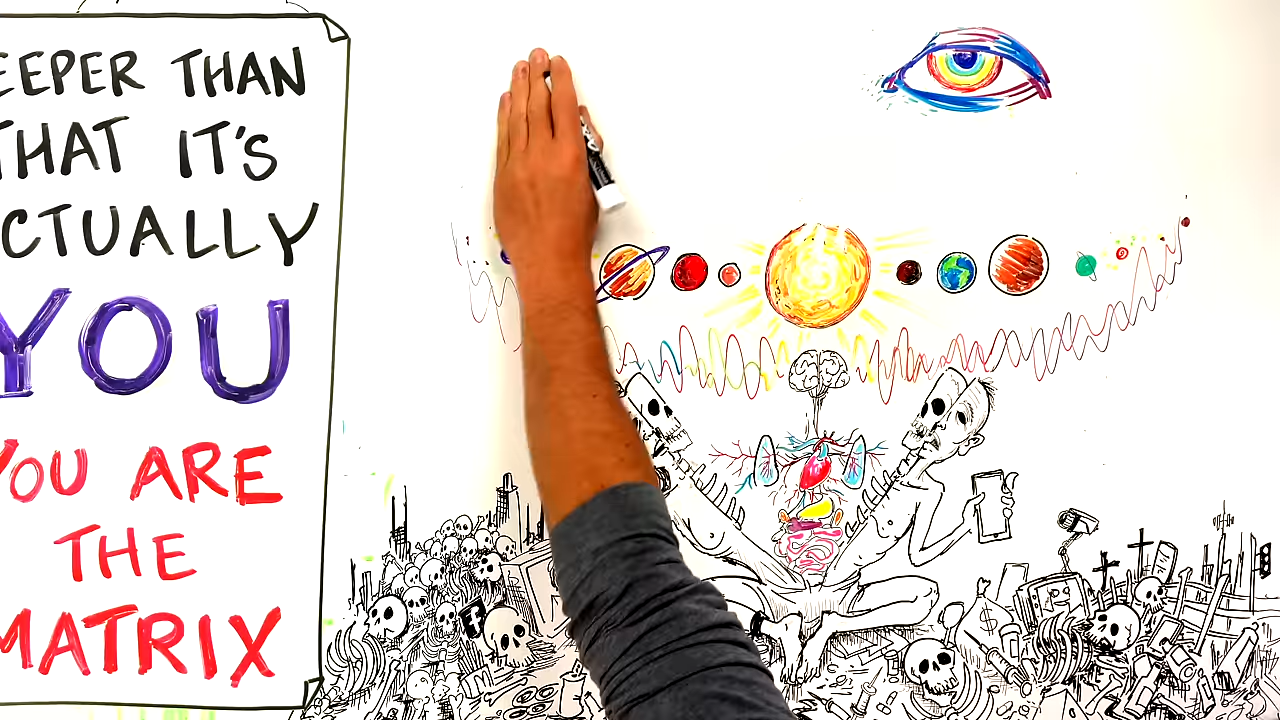 EEPER THAN
THAT IT'S
CTUALLY
YOU
YOU ARE
THE
MATRIX
F
$